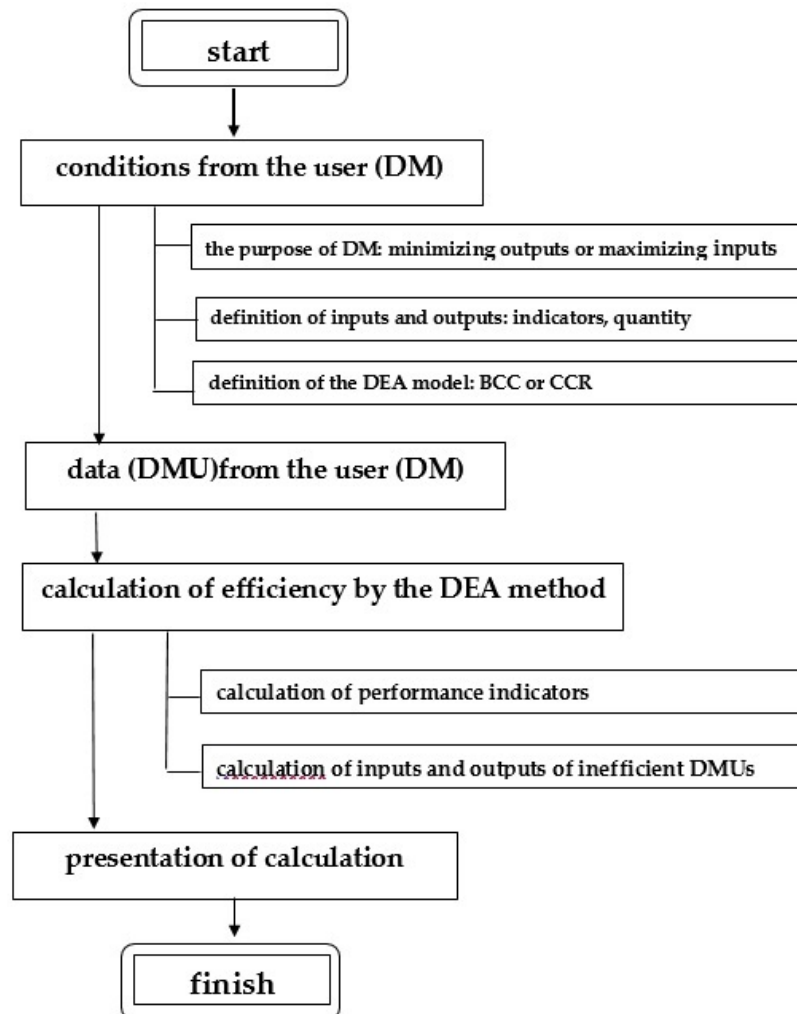 start
conditions from the user (DM)
the purpose of DM: minimizing outputs or maximizing inputs
definition of inputs and outputs: indicators, quantity
definition of the DEA model: BCC or CCR
data (DMU)from the user (DM)
calculation of efficiency by the DEA method
calculation of performance indicators
calculation of inputs and outputs of inefficient DMUs
presentation of calculation
finish